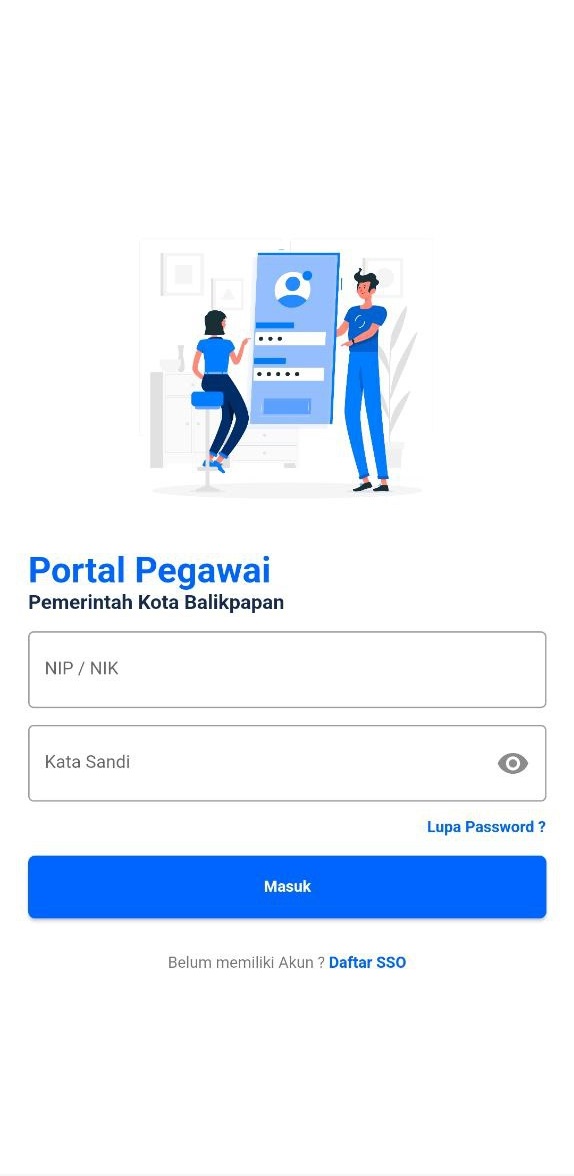 Portal Pegawai
Pemerintah Kota Balikpapan
NIP / NIK
Kata Sandi
Lupa Password ?
Masuk
Belum memiliki Akun ? Daftar SSO